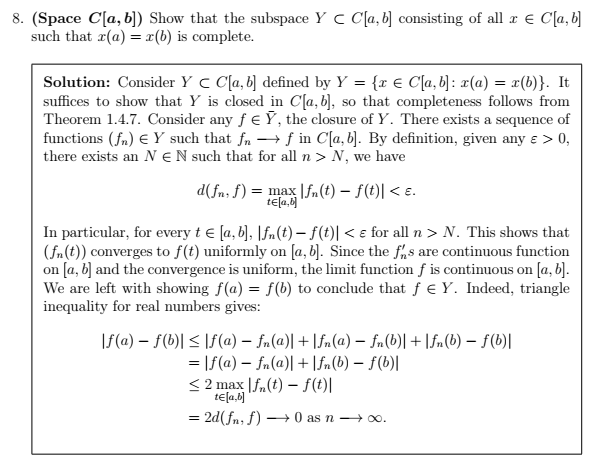 8. (Space C[a, b]) Show that the subspace Y ⊂ C[a, b] consisting of all x ∈ C[a, b]
such that x(a) = x(b) is complete.
Solution: Consider Y ⊂ C[a, b] defined by Y = {x ∈ C[a, b]: x(a) = x(b)}. It
suffices to show that Y is closed in C[a, b], so that completeness follows from
Theorem 1.4.7. Consider any f ∈ Ȳ, the closure of Y. There exists a sequence of
functions (fₙ) ∈ Y such that fₙ ⟶ f in C[a, b]. By definition, given any ε > 0,
there exists an N ∈ ℕ such that for all n > N, we have
d(fₙ, f) = max_{t∈[a,b]} |fₙ(t) − f(t)| < ε.
In particular, for every t ∈ [a, b], |fₙ(t) − f(t)| < ε for all n > N. This shows that
(fₙ(t)) converges to f(t) uniformly on [a, b]. Since the fₙ's are continuous function
on [a, b] and the convergence is uniform, the limit function f is continuous on [a, b].
We are left with showing f(a) = f(b) to conclude that f ∈ Y. Indeed, triangle
inequality for real numbers gives:
|f(a) − f(b)| ≤ |f(a) − fₙ(a)| + |fₙ(a) − fₙ(b)| + |fₙ(b) − f(b)|
= |f(a) − fₙ(a)| + |fₙ(b) − f(b)|
≤ 2 max_{t∈[a,b]} |fₙ(t) − f(t)|
= 2d(fₙ, f) ⟶ 0 as n ⟶ ∞.